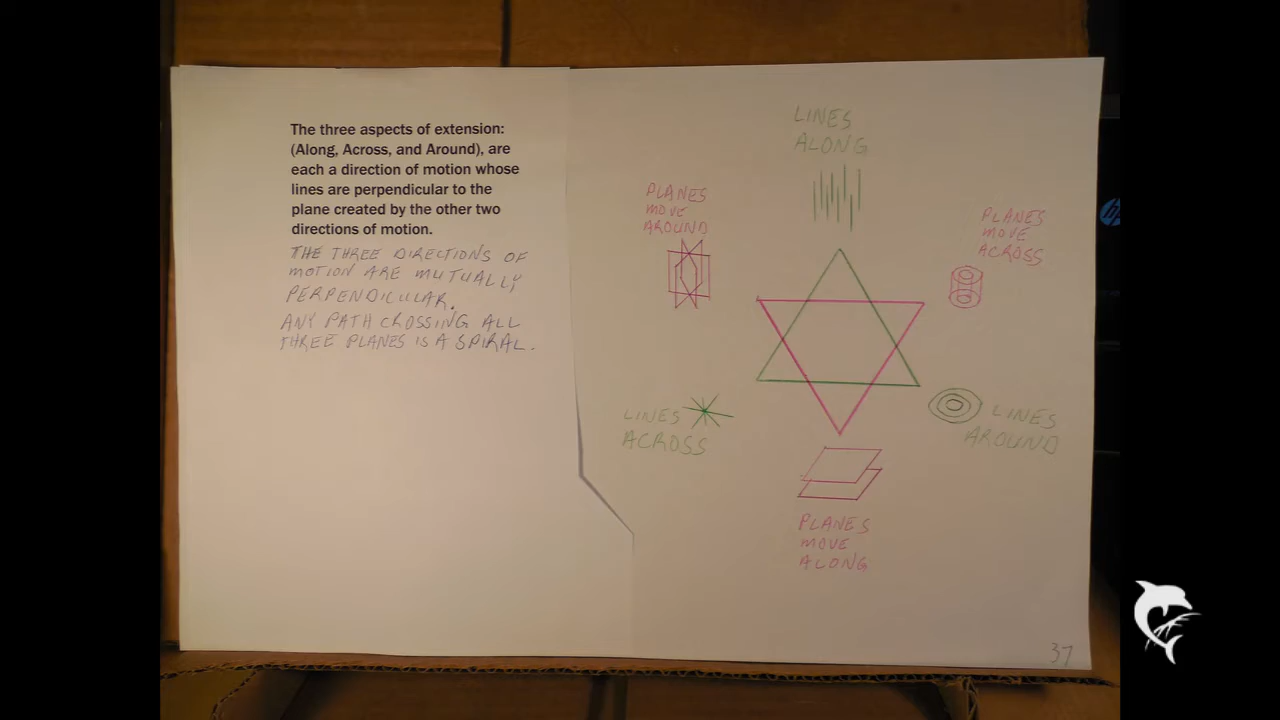 The three aspects of extension:
(Along, Across, and Around), are
each a direction of motion whose
lines are perpendicular to the
plane created by the other two
directions of motion.
THE THREE DIRECTIONS OF
MOTION ARE MUTUALLY
PERPENDICULAR.
ANY PATH CROSSING ALL
THREE PLANES IS A SPIRAL.
LINES
ALONG
PLANES
MOVE
AROUND
PLANES
MOVE
ACROSS
LINES
ACROSS
LINES
AROUND
PLANES
MOVE
ALONG
37
hp